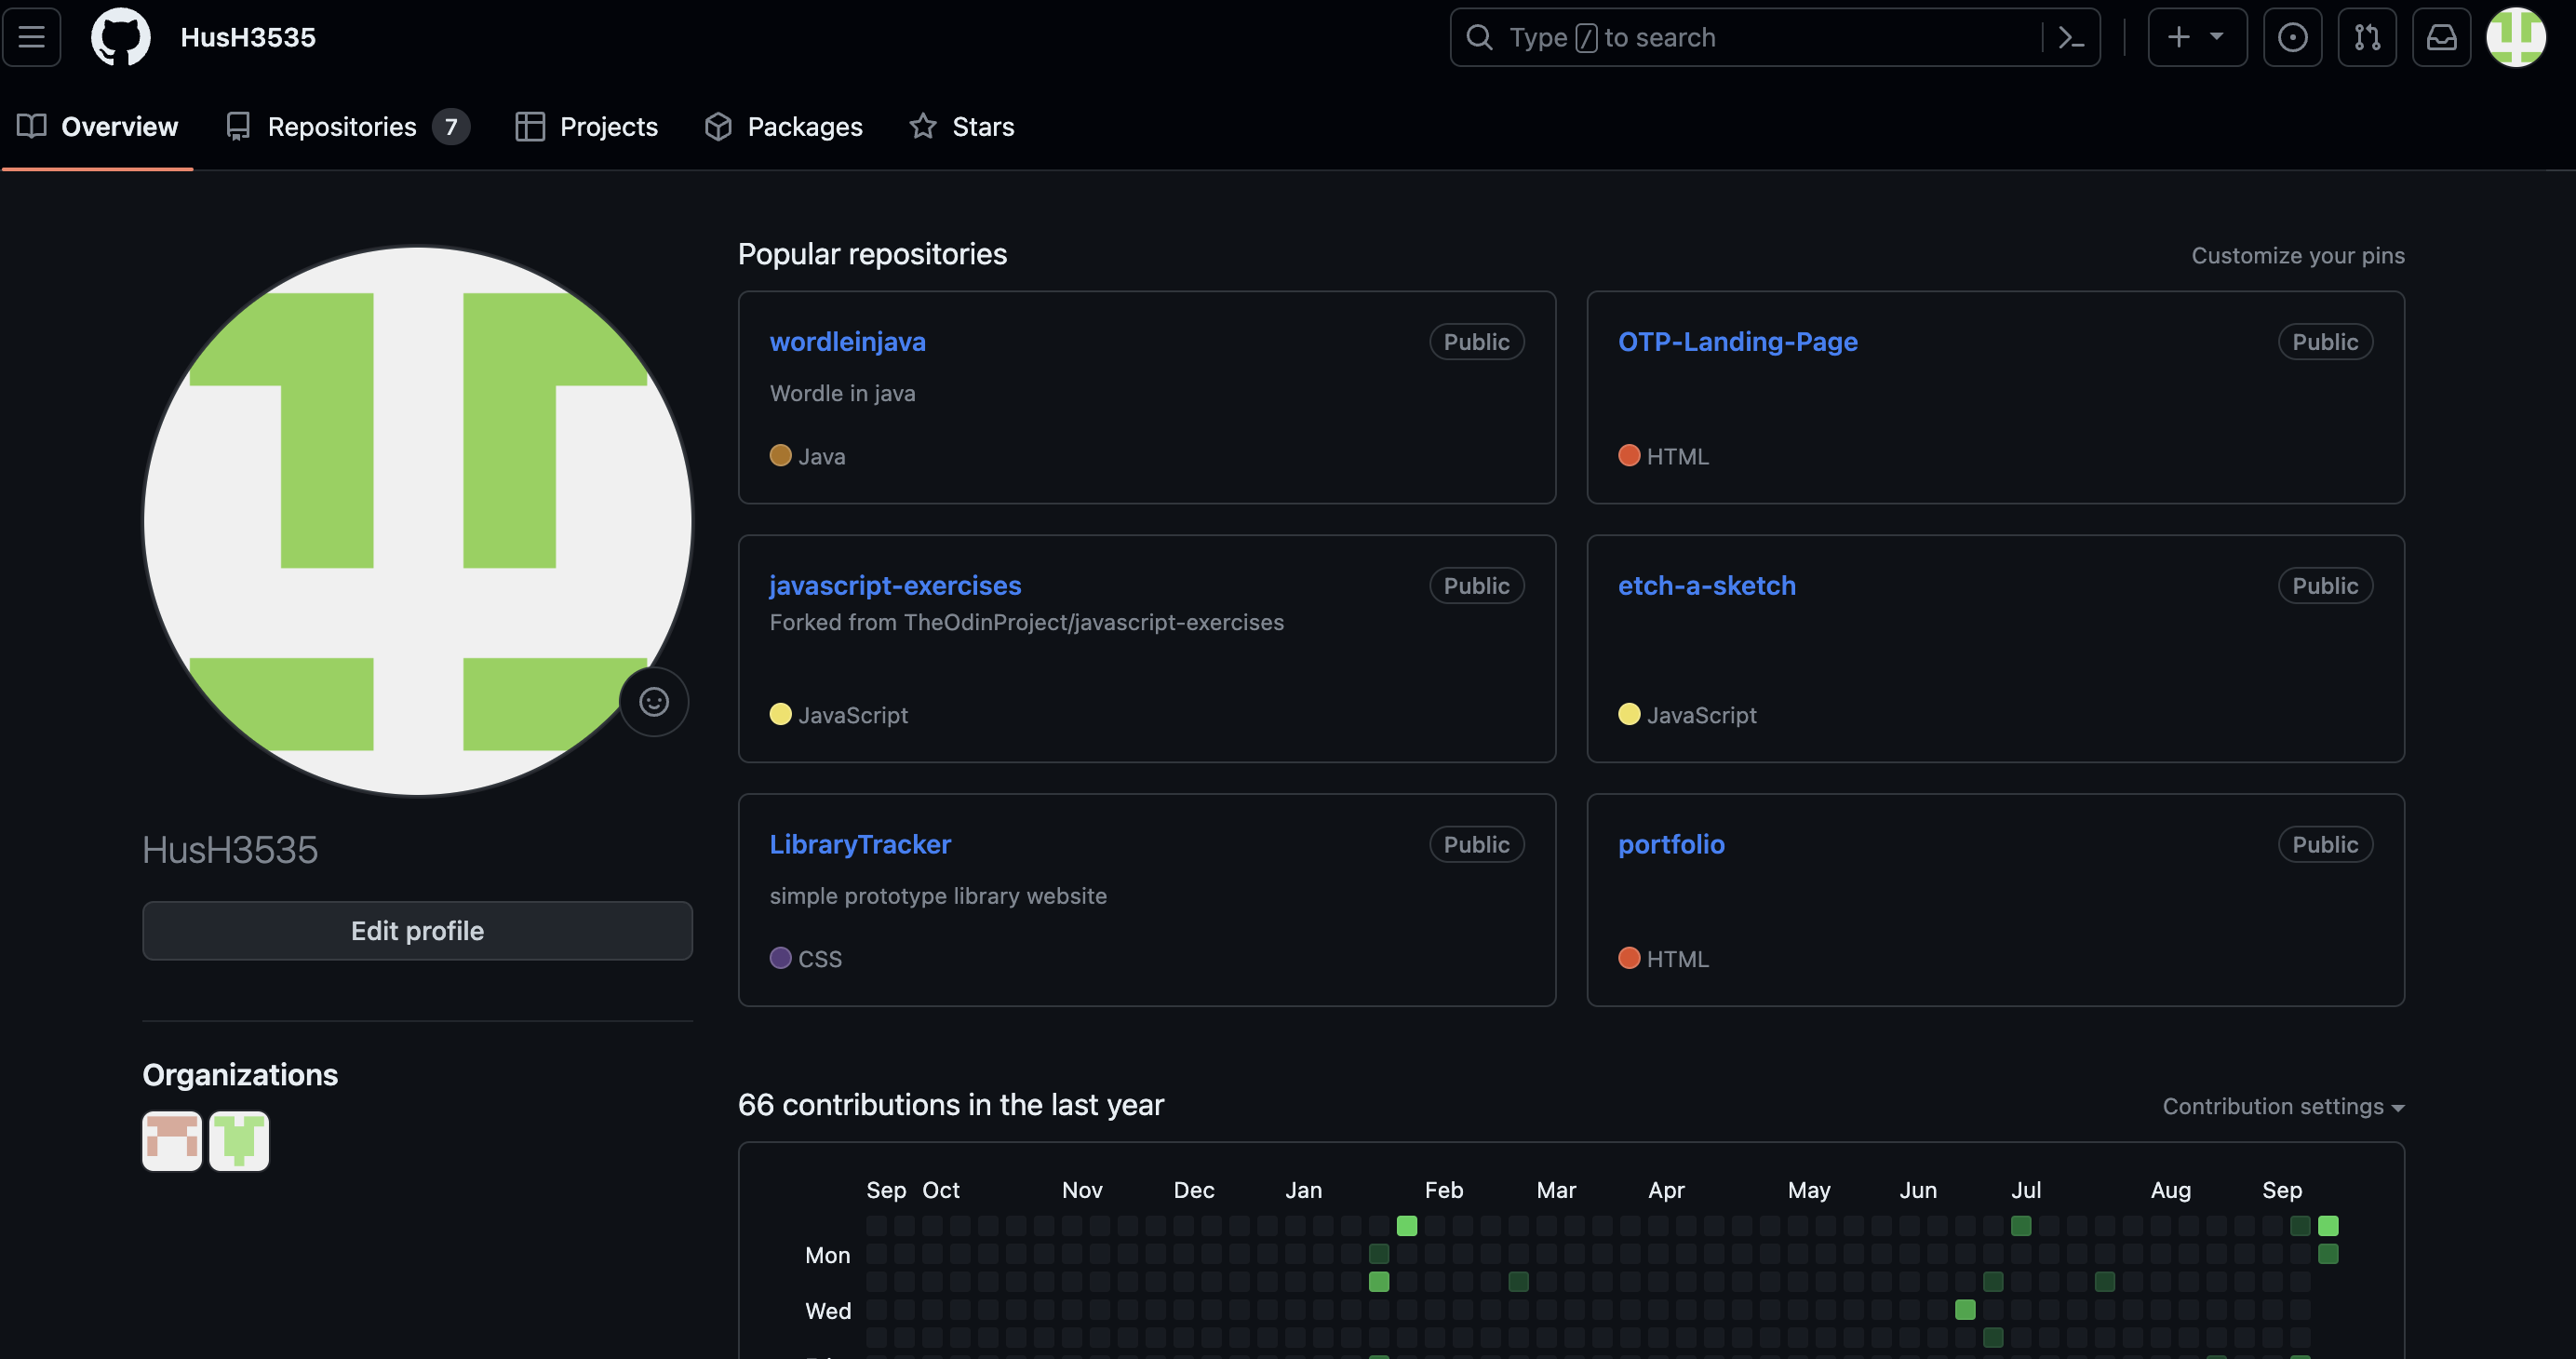 HusH3535
Type / to search
Overview Repositories 7 Projects Packages Stars
Popular repositories
Customize your pins
wordleinjava Public
Wordle in java
Java
OTP-Landing-Page Public
HTML
javascript-exercises Public
Forked from TheOdinProject/javascript-exercises
JavaScript
etch-a-sketch Public
JavaScript
LibraryTracker Public
simple prototype library website
CSS
portfolio Public
HTML
HusH3535
Edit profile
Organizations
66 contributions in the last year
Contribution settings
Sep Oct Nov Dec Jan Feb Mar Apr May Jun Jul Aug Sep
Mon
Wed